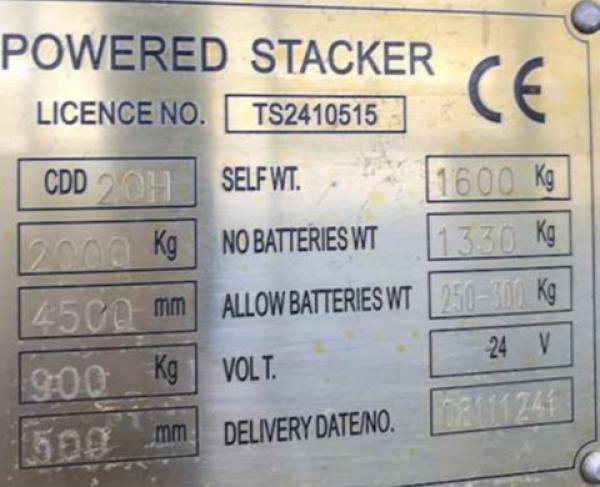 POWERED STACKER
CE
LICENCE NO. TS2410515
CDD 20H SELF WT. 1600 Kg
2000 Kg NO BATTERIES WT 1330 Kg
4500 mm ALLOW BATTERIES WT 250-300 Kg
900 Kg VOLT. 24 V
500 mm DELIVERY DATE/NO. 08111241